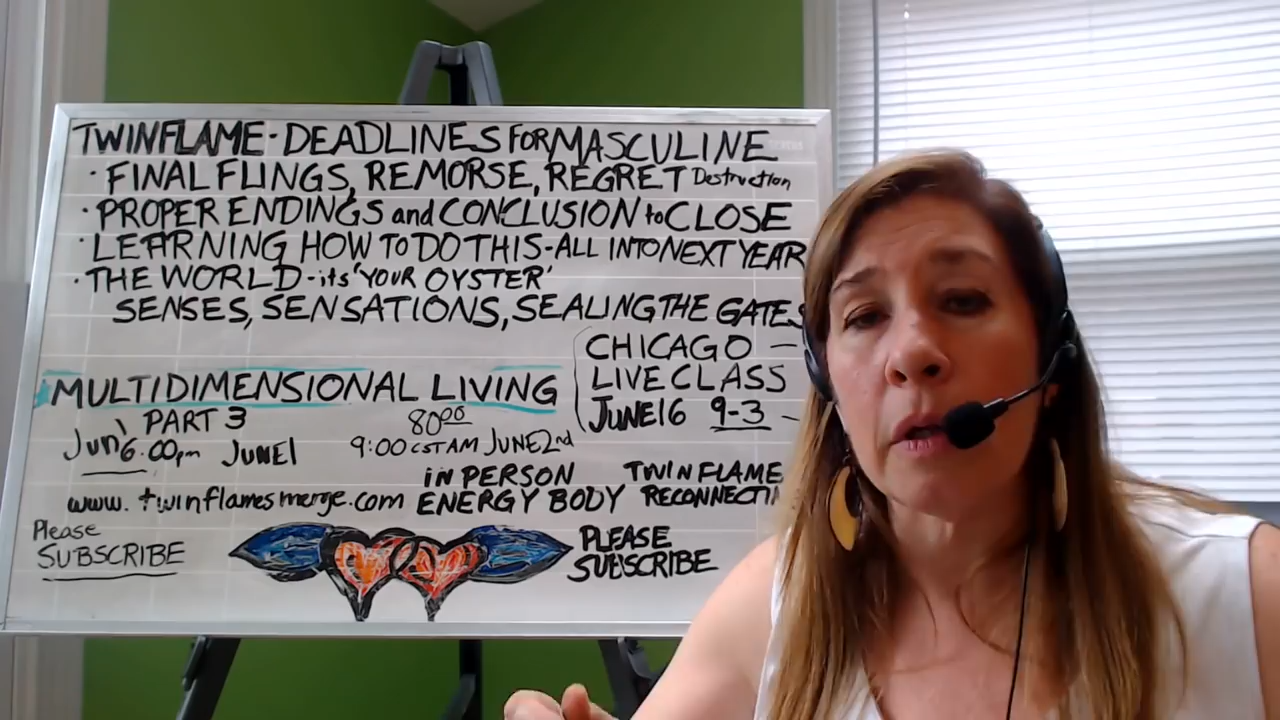 TWINFLAME-DEADLINES FOR MASCULINE
• FINAL FLINGS, REMORSE, REGRET Destruction
• PROPER ENDINGS and CONCLUSION to CLOSE
• LEARNING HOW TO DO THIS-ALL INTO NEXT YEAR
• THE WORLD-its 'YOUR OYSTER'
SENSES, SENSATIONS, SEALING THE GATES
CHICAGO —
LIVE CLASS
JUNE 16 9-3 —
MULTIDIMENSIONAL LIVING
PART 3 80⁰⁰
6:00pm JUNE 1 9:00 CST AM JUNE 2nd
IN PERSON TWIN FLAME
www.twinflamesmerge.com ENERGY BODY RECONNECTIN
Please
SUBSCRIBE
PLEASE
SUBSCRIBE